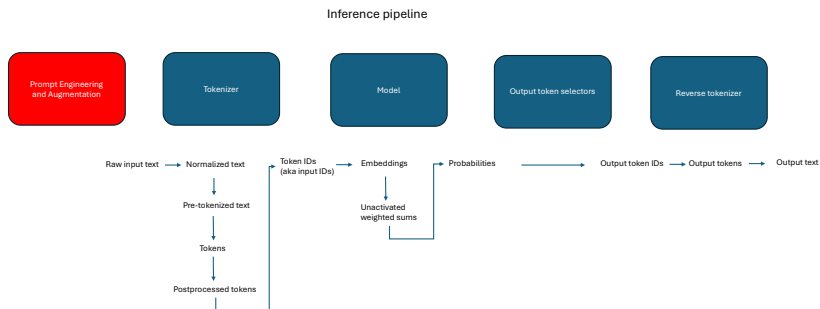 Inference pipeline
Prompt Engineering
and Augmentation
Tokenizer
Model
Output token selectors
Reverse tokenizer
Raw input text
Normalized text
Token IDs
(aka input IDs)
Embeddings
Probabilities
Output token IDs
Output tokens
Output text
Pre-tokenized text
Unactivated
weighted sums
Tokens
Postprocessed tokens